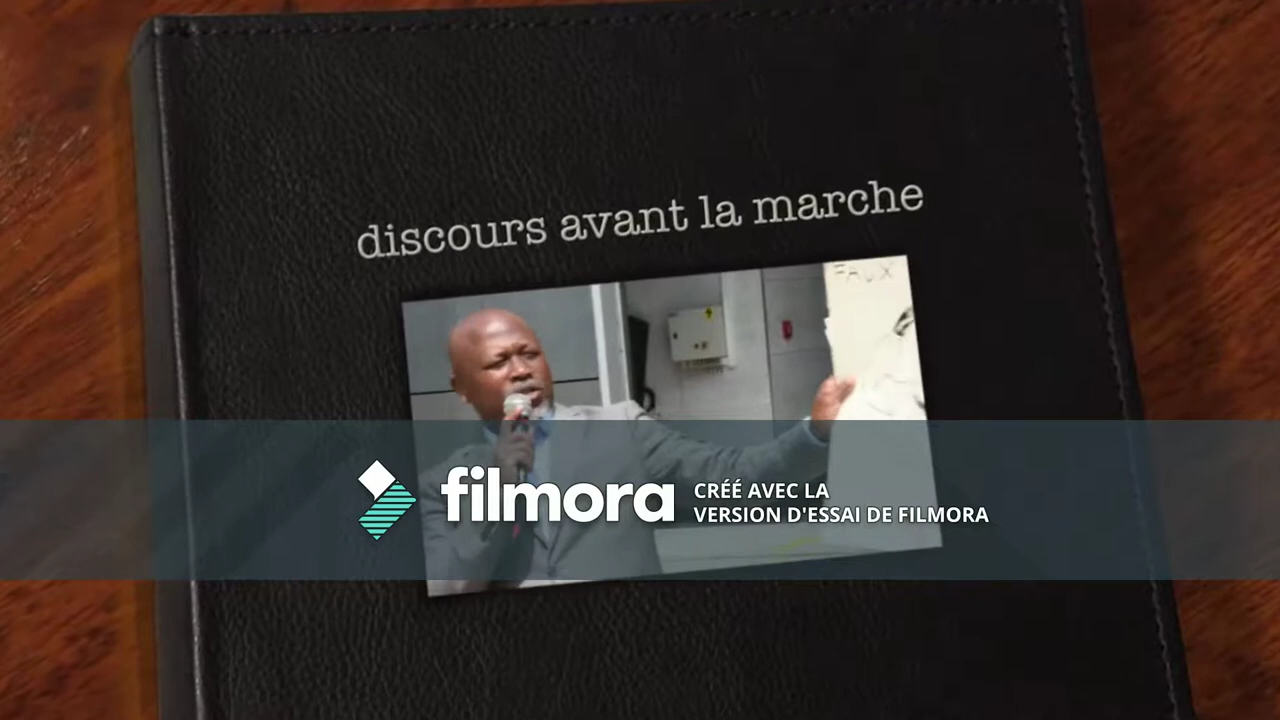 discours avant la marche
FAUX
filmora
CRÉÉ AVEC LA
VERSION D'ESSAI DE FILMORA